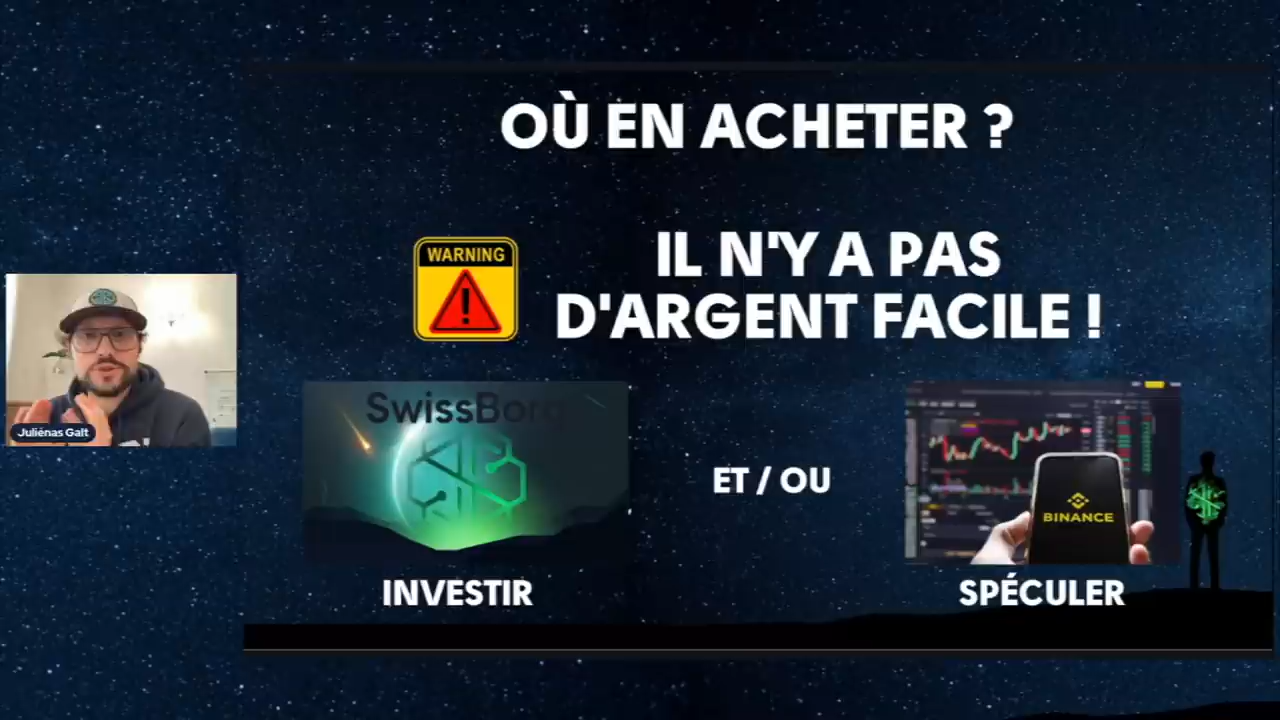 OÙ EN ACHETER ?
WARNING
IL N'Y A PAS
D'ARGENT FACILE !
Juliénas Galt
SwissBorg
ET / OU
BINANCE
INVESTIR
SPÉCULER